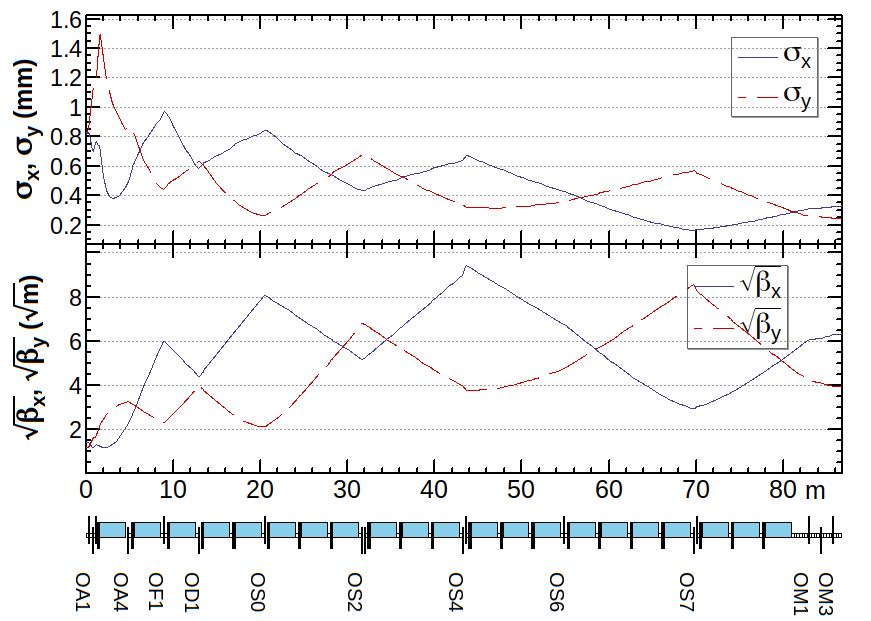 σx, σy (mm)
1.6
1.4
1.2
1
0.8
0.6
0.4
0.2
σx
σy
√βx, √βy (√m)
8
6
4
2
√βx
√βy
0 10 20 30 40 50 60 70 80 m
OA1 OA4 OF1 OD1 OS0 OS2 OS4 OS6 OS7 OM1 OM3